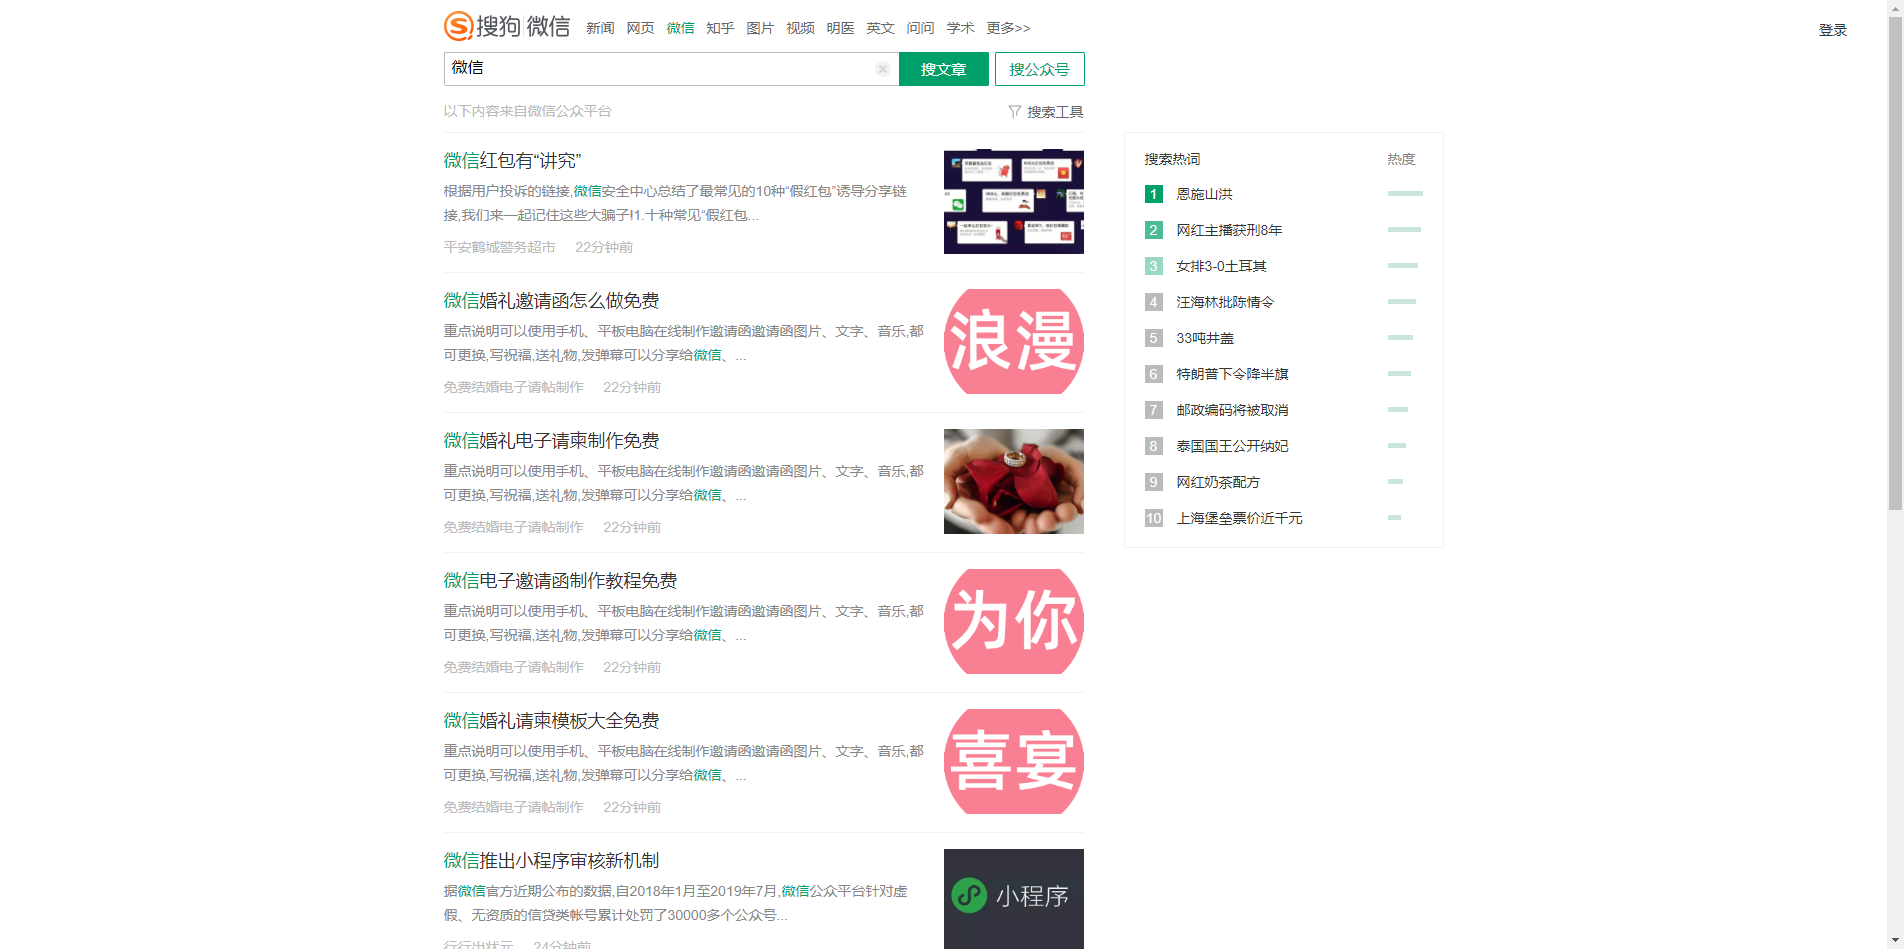 搜狗 微信 新闻 网页 微信 知乎 图片 视频 明医 英文 问问 学术 更多>> 登录
微信 搜文章 搜公众号
以下内容来自微信公众平台 搜索工具
微信红包有“讲究”
根据用户投诉的链接,微信安全中心总结了最常见的10种“假红包”诱导分享链
接,我们来一起记住这些大骗子!1.十种常见“假红包...
平安鹤城警务超市 22分钟前
微信婚礼邀请函怎么做免费
重点说明可以使用手机、平板电脑在线制作邀请函邀请函图片、文字、音乐,都
可更换,写祝福,送礼物,发弹幕可以分享给微信、...
免费结婚电子请帖制作 22分钟前
浪漫
微信婚礼电子请柬制作免费
重点说明可以使用手机、平板电脑在线制作邀请函邀请函图片、文字、音乐,都
可更换,写祝福,送礼物,发弹幕可以分享给微信、...
免费结婚电子请帖制作 22分钟前
微信电子邀请函制作教程免费
重点说明可以使用手机、平板电脑在线制作邀请函邀请函图片、文字、音乐,都
可更换,写祝福,送礼物,发弹幕可以分享给微信、...
免费结婚电子请帖制作 22分钟前
为你
微信婚礼请柬模板大全免费
重点说明可以使用手机、平板电脑在线制作邀请函邀请函图片、文字、音乐,都
可更换,写祝福,送礼物,发弹幕可以分享给微信、...
免费结婚电子请帖制作 22分钟前
喜宴
微信推出小程序审核新机制
据微信官方近期公布的数据,自2018年1月至2019年7月,微信公众平台针对虚
假、无资质的信贷类帐号累计处罚了30000多个公众号...
行行出状元 24分钟前
小程序
搜索热词 热度
1 恩施山洪
2 网红主播获刑8年
3 女排3-0土耳其
4 汪海林批陈情令
5 33吨井盖
6 特朗普下令降半旗
7 邮政编码将被取消
8 泰国国王公开纳妃
9 网红奶茶配方
10 上海堡垒票价近千元